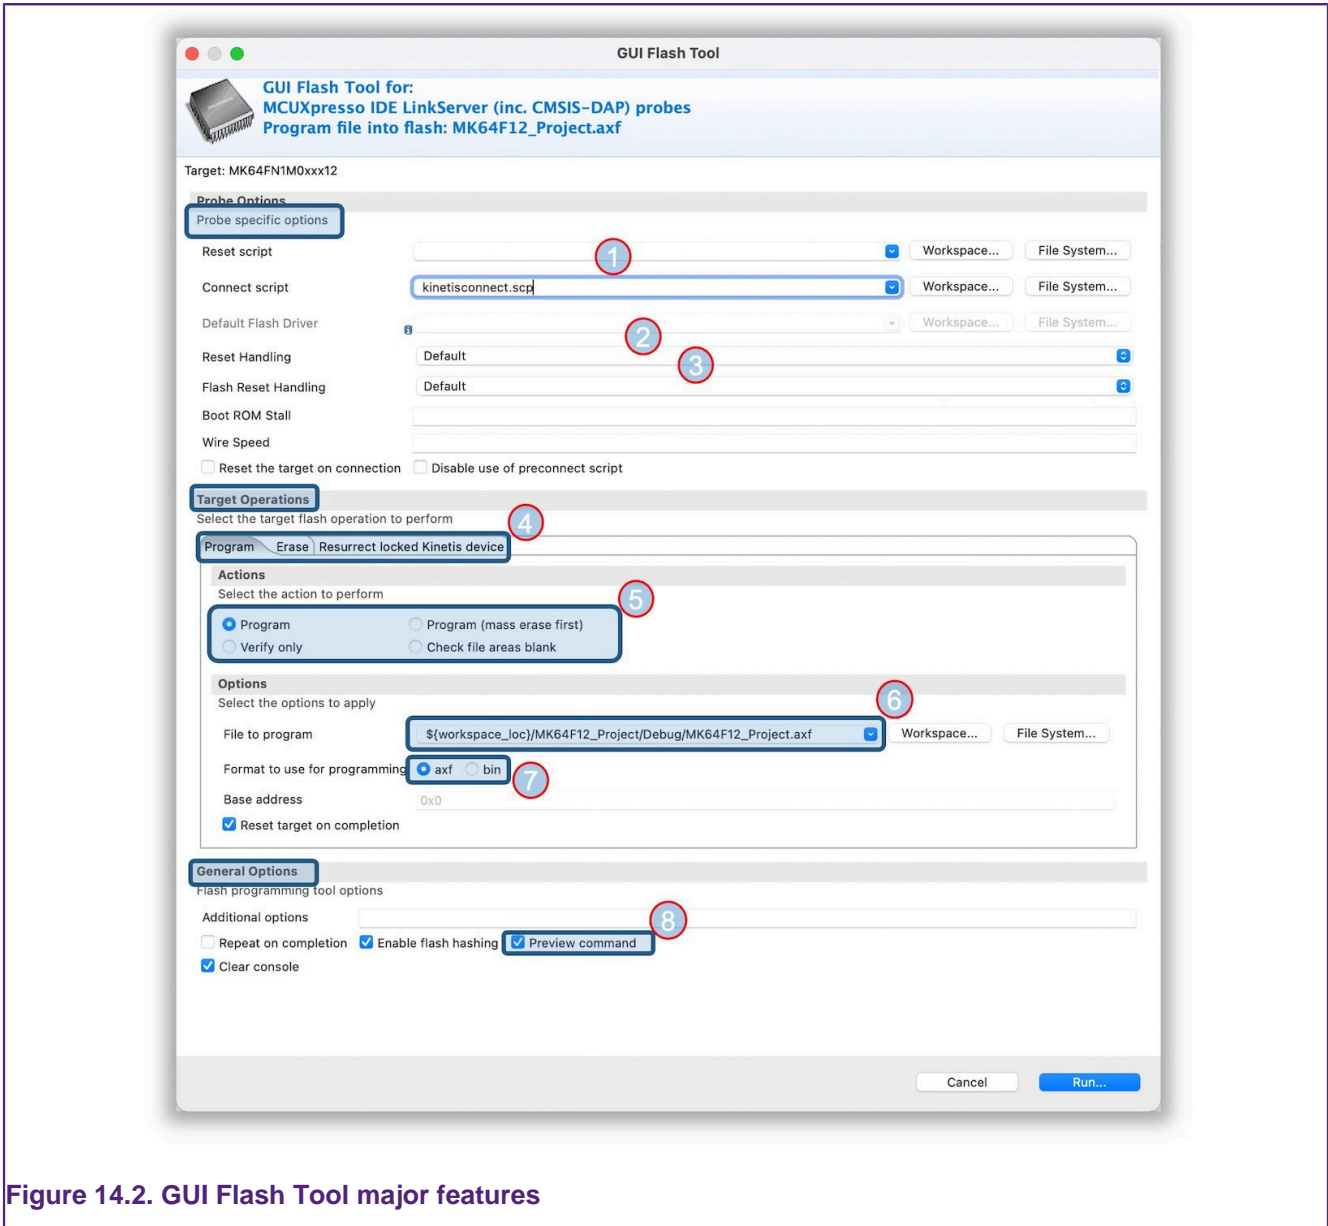 GUI Flash Tool
GUI Flash Tool for:
MCUXpresso IDE LinkServer (inc. CMSIS-DAP) probes
Program file into flash: MK64F12_Project.axf
Target: MK64FN1M0xxx12
Probe Options
Probe specific options
Reset script Workspace... File System...
1
Connect script kinetisconnect.scp Workspace... File System...
Default Flash Driver Workspace... File System...
2
Reset Handling Default
3
Flash Reset Handling Default
Boot ROM Stall
Wire Speed
Reset the target on connection Disable use of preconnect script
Target Operations
Select the target flash operation to perform
4
Program Erase Resurrect locked Kinetis device
Actions
Select the action to perform
5
Program Program (mass erase first)
Verify only Check file areas blank
Options
Select the options to apply
6
File to program ${workspace_loc}/MK64F12_Project/Debug/MK64F12_Project.axf Workspace... File System...
Format to use for programming axf bin
7
Base address 0x0
Reset target on completion
General Options
Flash programming tool options
Additional options
8
Repeat on completion Enable flash hashing Preview command
Clear console
Cancel Run...
Figure 14.2. GUI Flash Tool major features